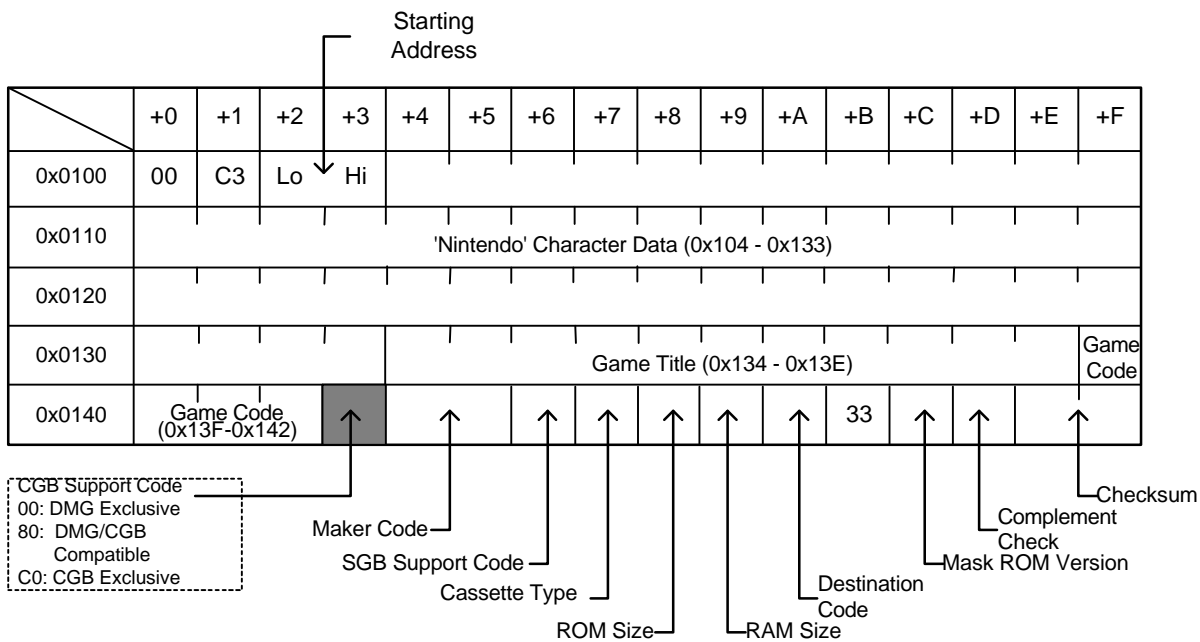 Starting
Address
+0 +1 +2 +3 +4 +5 +6 +7 +8 +9 +A +B +C +D +E +F
0x0100 00 C3 Lo Hi
0x0110 'Nintendo' Character Data (0x104 - 0x133)
0x0120
0x0130 Game Title (0x134 - 0x13E) Game
Code
0x0140 Game Code
(0x13F-0x142) 33
CGB Support Code
00: DMG Exclusive
80: DMG/CGB
Compatible
C0: CGB Exclusive
Maker Code
SGB Support Code
Cassette Type
ROM Size
RAM Size
Destination
Code
Mask ROM Version
Complement
Check
Checksum